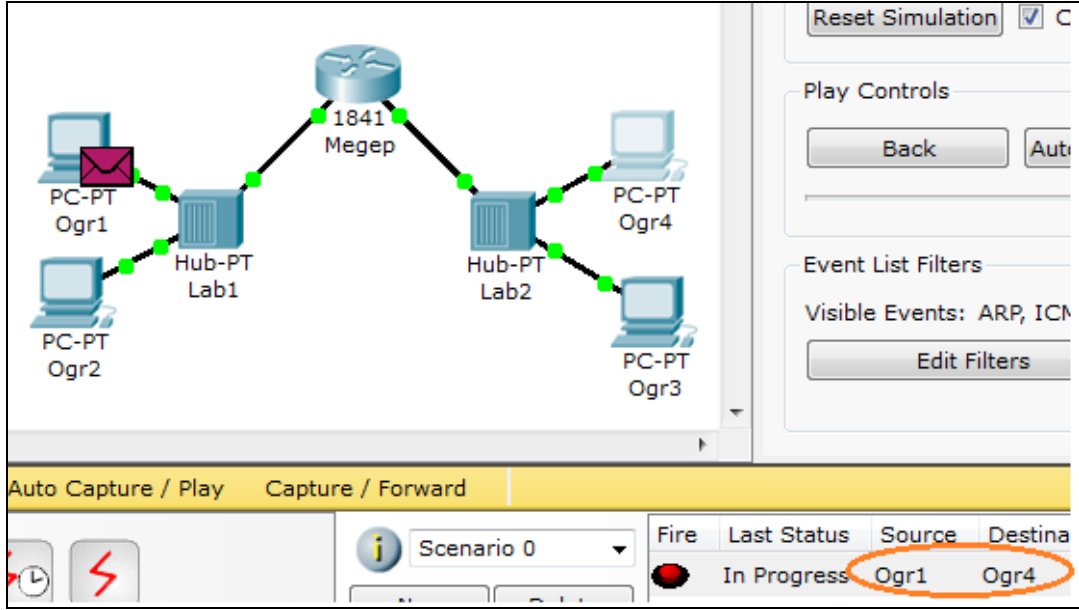 Reset Simulation
C
Play Controls
Back
Aut
1841
Megep
PC-PT
Ogr1
PC-PT
Ogr4
Hub-PT
Lab1
Hub-PT
Lab2
Event List Filters
Visible Events: ARP, ICM
Edit Filters
PC-PT
Ogr2
PC-PT
Ogr3
Auto Capture / Play Capture / Forward
Scenario 0
Fire Last Status Source Destina
In Progress Ogr1 Ogr4